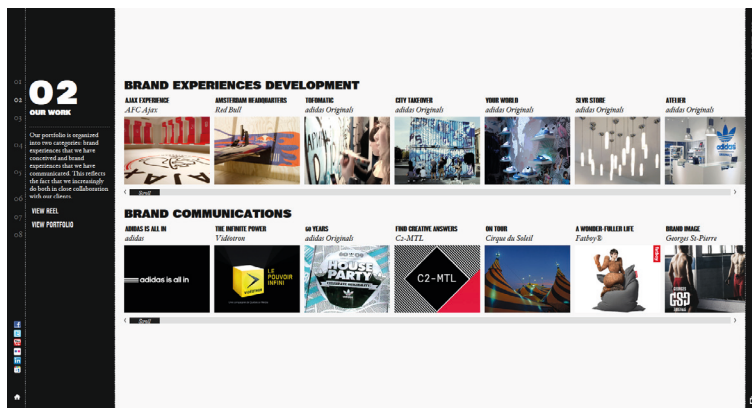 01
02
03
04
05
06
07
08
02
OUR WORK
Our portfolio is organized
into two categories: brand
experiences that we have
conceived and brand
experiences that we have
communicated. This reflects
the fact that we increasingly
do both in close collaboration
with our clients
VIEW REEL
VIEW PORTFOLIO
BRAND EXPERIENCES DEVELOPMENT
AJAX EXPERIENCE
AFC Ajax
AMSTERDAM HEADQUARTERS
Red Bull
TOFOMATIC
adidas Originals
CITY TAKEOVER
adidas Originals
YOUR WORLD
adidas Originals
SLVR STORE
adidas Originals
ATELIER
adidas Originals
AJAX
adidas
Scroll
BRAND COMMUNICATIONS
ADIDAS IS ALL IN
adidas
THE INFINITE POWER
Vidéotron
60 YEARS
adidas Originals
FIND CREATIVE ANSWERS
C2-MTL
ON TOUR
Cirque du Soleil
A WONDER-FULLER LIFE
Fatboy®
BRAND IMAGE
Georges St-Pierre
adidas is all in
LE
POUVOIR
INFINI
HOUSE
PARTY
C2-MTL
fatboy
GEORGES
GSP
Scroll